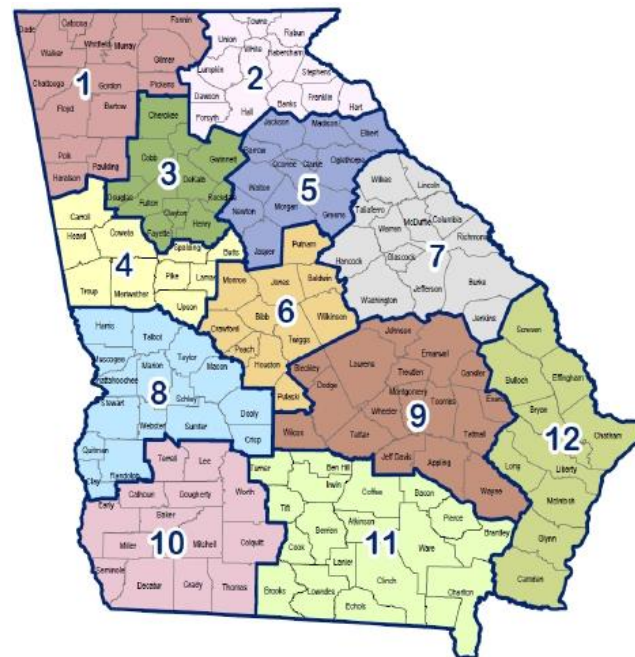 Dade
Catoosa
Fannin
Whitfield
Murray
Walker
Gilmer
Chattooga
Gordon
Pickens
1
Floyd
Bartow
Polk
Paulding
Haralson
Towns
Rabun
Union
White
Habersham
Lumpkin
2
Stephens
Dawson
Hall
Banks
Franklin
Hart
Forsyth
Cherokee
Cobb
3
Gwinnett
DeKalb
Douglas
Fulton
Rockdale
Clayton
Henry
Fayette
Jackson
Madison
Elbert
Barrow
Oconee
Clarke
Oglethorpe
5
Walton
Morgan
Greene
Newton
Jasper
Carroll
Heard
Coweta
Spalding
Butts
4
Pike
Lamar
Troup
Meriwether
Upson
Putnam
Monroe
Jones
Baldwin
6
Bibb
Wilkinson
Crawford
Twiggs
Peach
Houston
Pulaski
Wilkes
Lincoln
Taliaferro
McDuffie
Columbia
Warren
Richmond
Hancock
Glascock
7
Jefferson
Burke
Washington
Jenkins
Harris
Talbot
Taylor
Muscogee
Marion
Macon
Chattahoochee
8
Schley
Stewart
Dooly
Webster
Sumter
Crisp
Quitman
Clay
Randolph
Johnson
Emanuel
Bleckley
Laurens
Treutlen
Candler
Dodge
Montgomery
Toombs
Evans
Wheeler
9
Tattnall
Wilcox
Telfair
Jeff Davis
Appling
Wayne
Terrell
Lee
Calhoun
Dougherty
Worth
Early
Baker
10
Miller
Mitchell
Colquitt
Seminole
Decatur
Grady
Thomas
Turner
Ben Hill
Irwin
Coffee
Bacon
Tift
Pierce
Atkinson
Brantley
Cook
Berrien
11
Ware
Lanier
Clinch
Charlton
Brooks
Lowndes
Echols
Screven
Bulloch
Effingham
Bryan
12
Chatham
Long
Liberty
McIntosh
Glynn
Camden